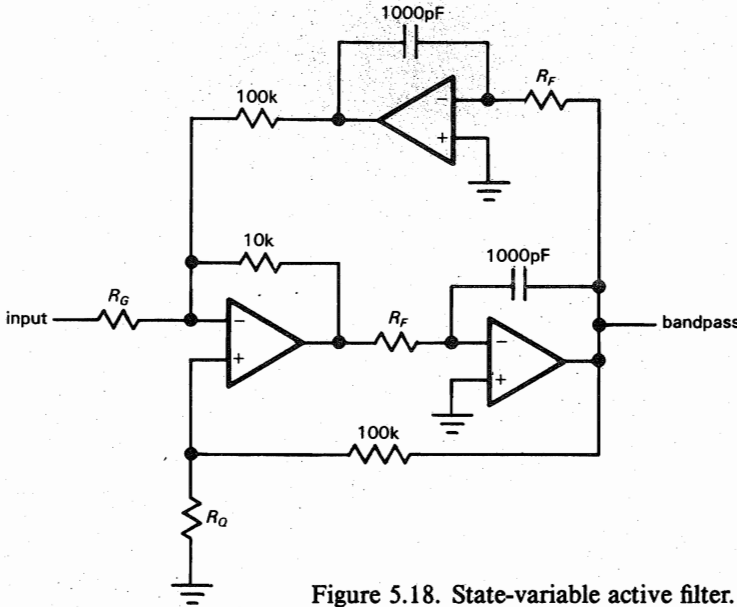 1000pF
R_F
100k
10k
1000pF
R_G
input
R_F
bandpass
100k
R_Q
Figure 5.18. State-variable active filter.